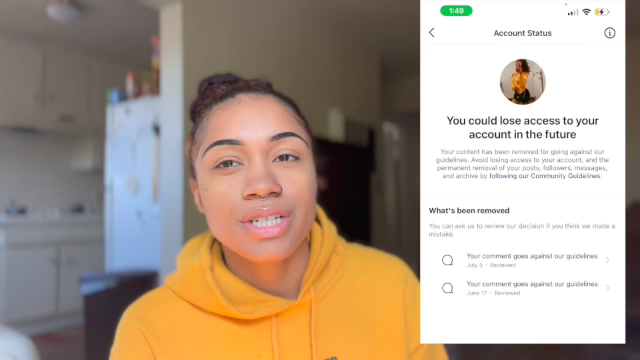 1:49
Account Status
You could lose access to your
account in the future
Your content has been removed for going against our
guidelines. Avoid losing access to your account, and the
permanent removal of your posts, followers, messages,
and archive by following our Community Guidelines.
What's been removed
You can ask us to review our decision if you think we made a
mistake.
Your comment goes against our guidelines
July 5 · Reviewed
Your comment goes against our guidelines
June 17 · Reviewed